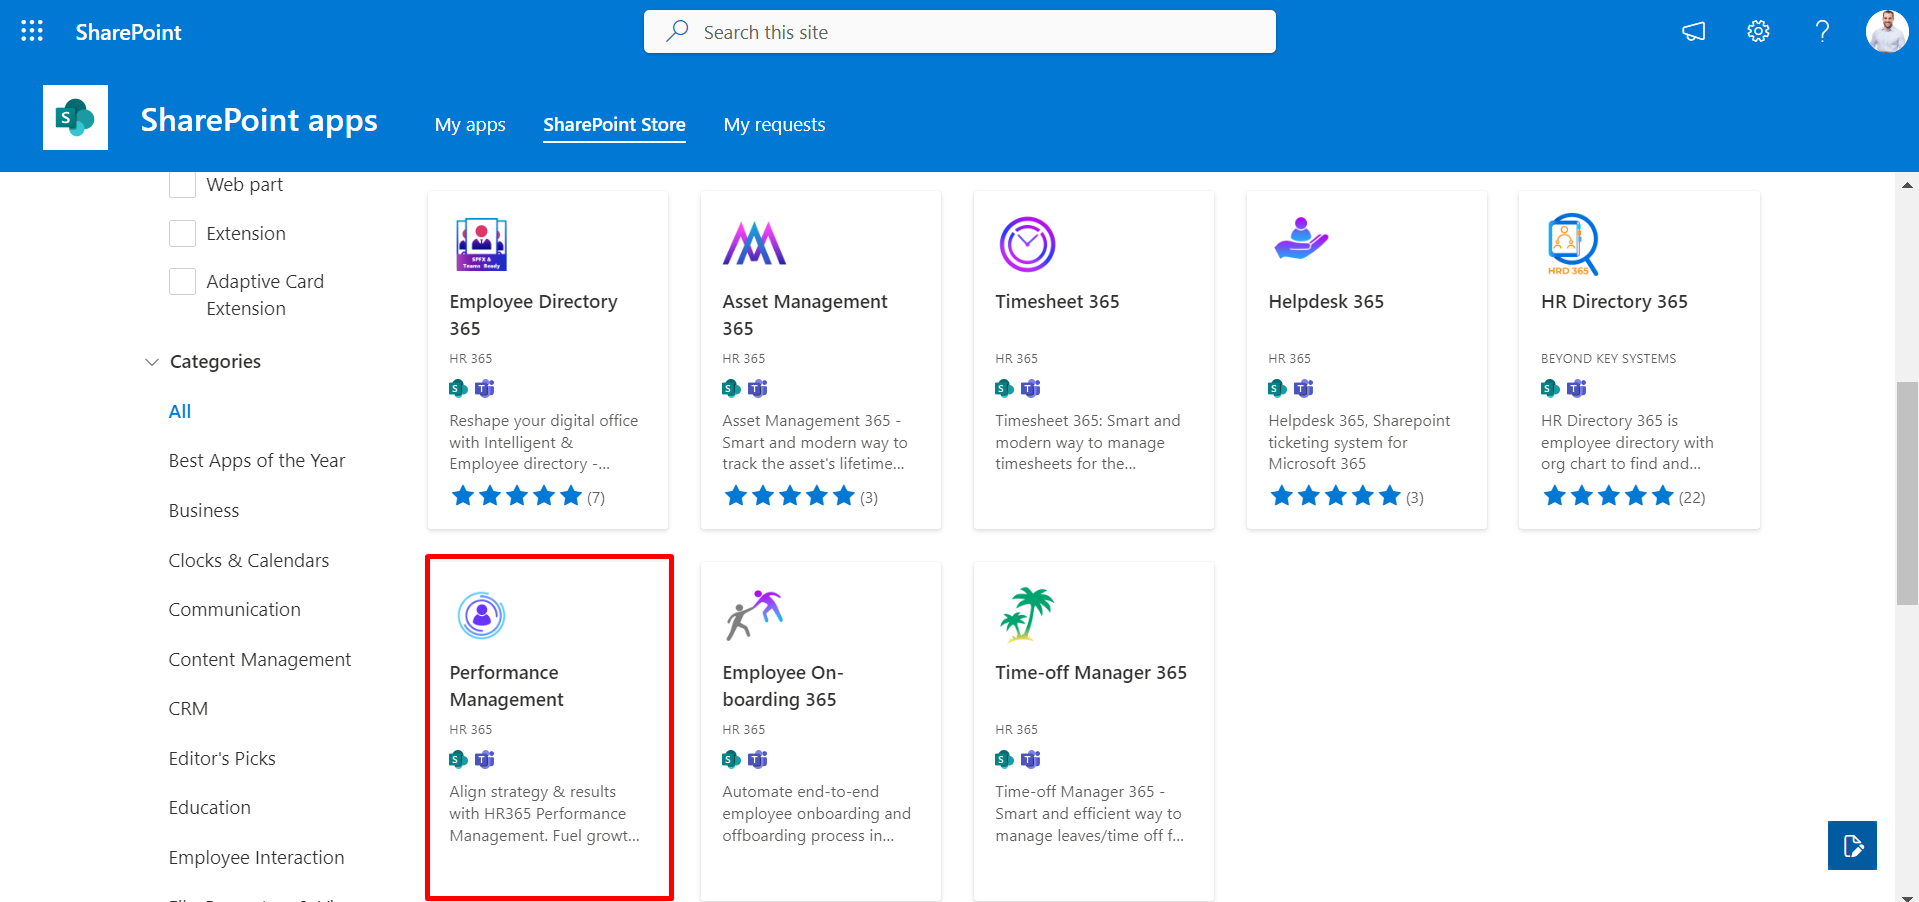 SharePoint
Search this site
SharePoint apps
My apps
SharePoint Store
My requests
Web part
Extension
Adaptive Card
Extension
Categories
All
Best Apps of the Year
Business
Clocks & Calendars
Communication
Content Management
CRM
Editor's Picks
Education
Employee Interaction
SPFX &
Teams Ready
Employee Directory
365
HR 365
Reshape your digital office
with Intelligent &
Employee directory -...
(7)
Asset Management
365
HR 365
Asset Management 365 -
Smart and modern way to
track the asset's lifetime...
(3)
Timesheet 365
HR 365
Timesheet 365: Smart and
modern way to manage
timesheets for the...
Helpdesk 365
HR 365
Helpdesk 365, Sharepoint
ticketing system for
Microsoft 365
(3)
HRD 365
HR Directory 365
BEYOND KEY SYSTEMS
HR Directory 365 is
employee directory with
org chart to find and...
(22)
Performance
Management
HR 365
Align strategy & results
with HR365 Performance
Management. Fuel growt...
Employee On-
boarding 365
HR 365
Automate end-to-end
employee onboarding and
offboarding process in...
Time-off Manager 365
HR 365
Time-off Manager 365 -
Smart and efficient way to
manage leaves/time off f...